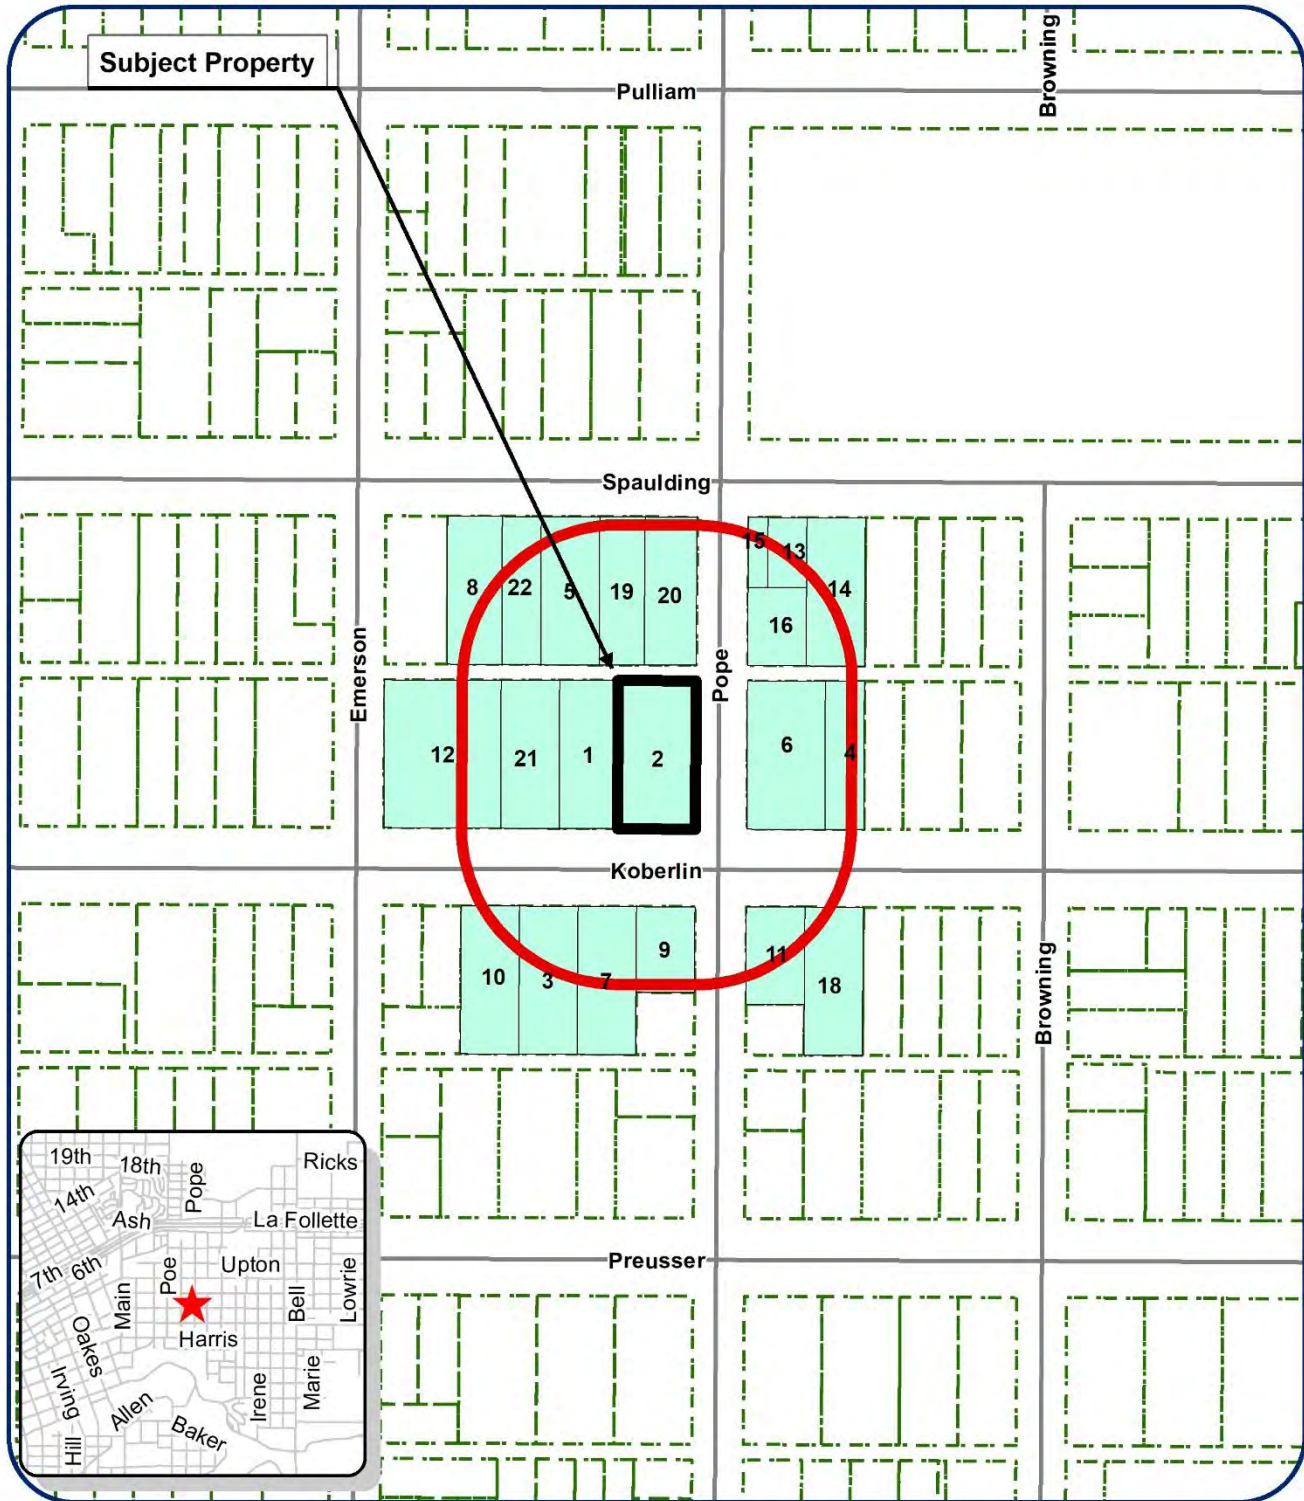 Subject Property
Pulliam
Browning
Spaulding
15
13
8
22
5
19
20
14
16
Emerson
Pope
12
21
1
2
6
4
Koberlin
9
11
10
3
7
18
Browning
19th
18th
Pope
Ricks
14th
Ash
La Follette
7th
6th
Poe
Upton
Main
Bell
Lowrie
Oakes
Harris
Irving
Allen
Irene
Marie
Hill
Baker
Preusser